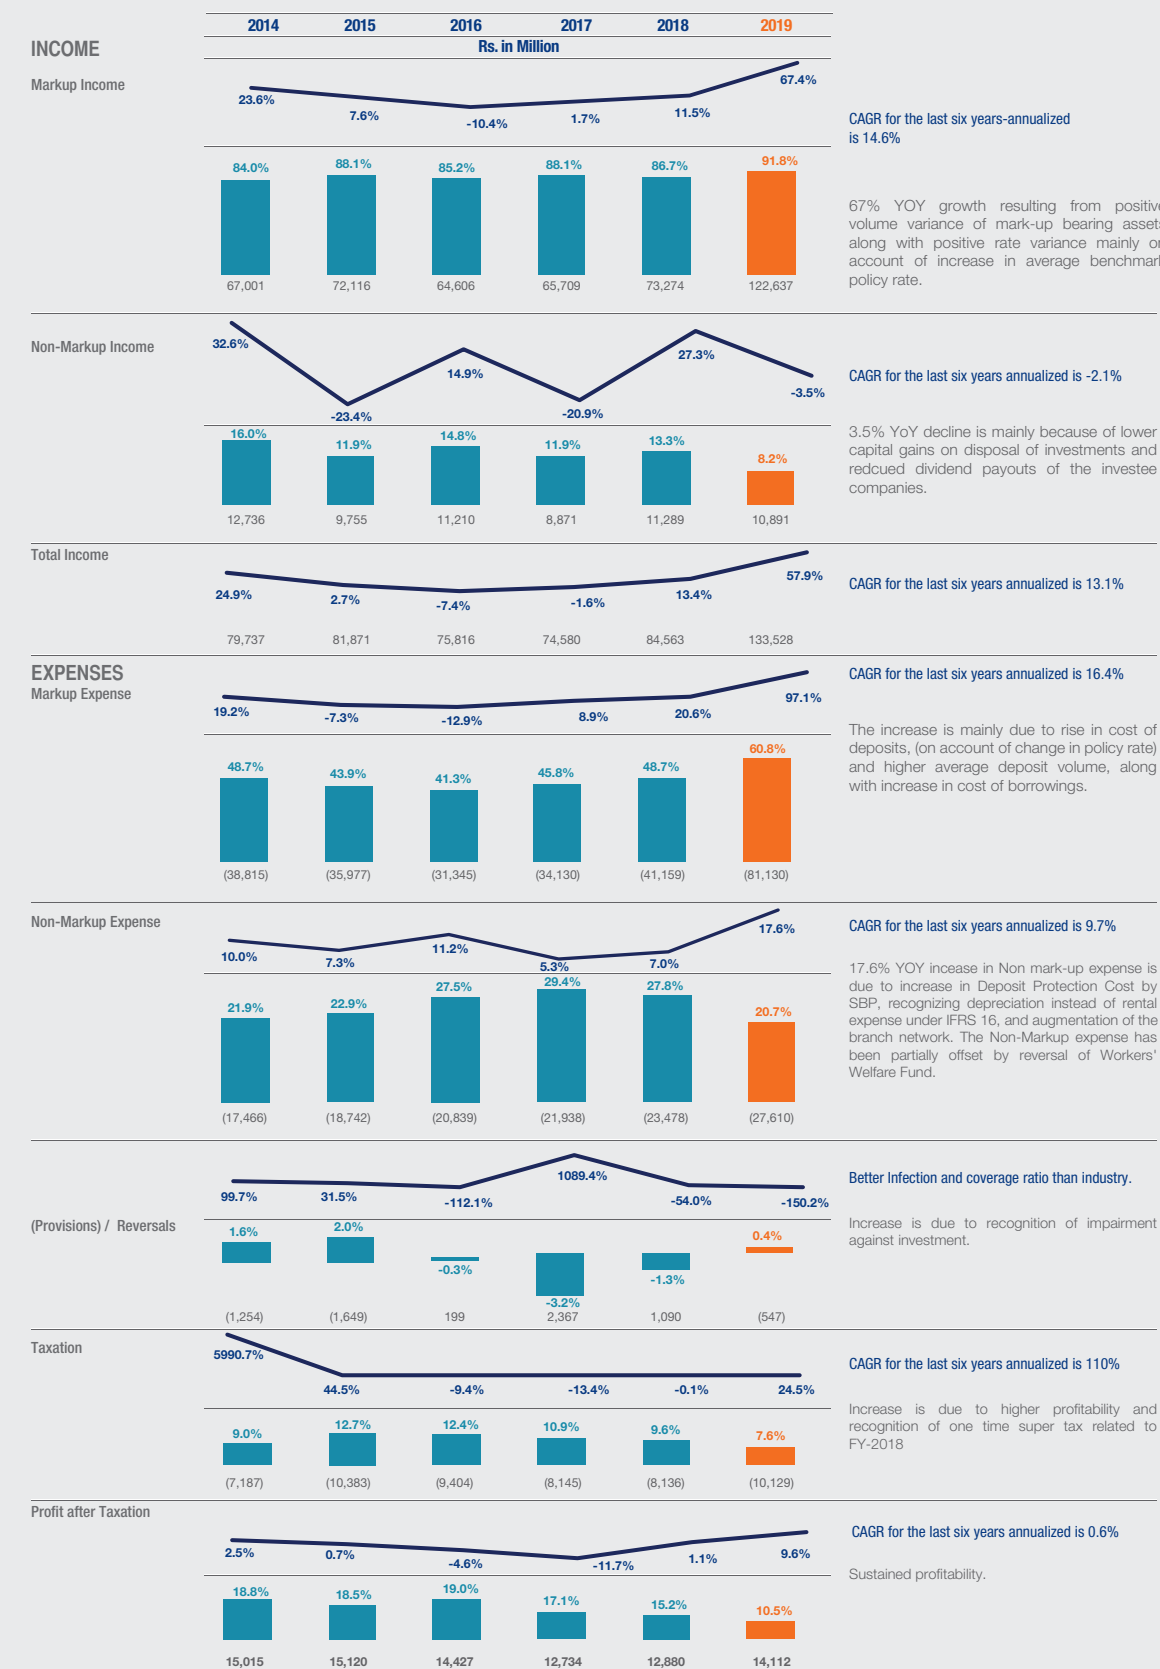 2014 2015 2016 2017 2018 2019
INCOME
Rs. in Million
Markup Income
23.6% 7.6% -10.4% 1.7% 11.5% 67.4%
CAGR for the last six years-annualized
is 14.6%
84.0% 88.1% 85.2% 88.1% 86.7% 91.8%
67,001 72,116 64,606 65,709 73,274 122,637
67% YOY growth resulting from positive
volume variance of mark-up bearing assets
along with positive rate variance mainly on
account of increase in average benchmark
policy rate.
Non-Markup Income
32.6% -23.4% 14.9% -20.9% 27.3% -3.5%
CAGR for the last six years annualized is -2.1%
16.0% 11.9% 14.8% 11.9% 13.3% 8.2%
12,736 9,755 11,210 8,871 11,289 10,891
3.5% YoY decline is mainly because of lower
capital gains on disposal of investments and
redcued dividend payouts of the investee
companies.
Total Income
24.9% 2.7% -7.4% -1.6% 13.4% 57.9%
CAGR for the last six years annualized is 13.1%
79,737 81,871 75,816 74,580 84,563 133,528
EXPENSES
Markup Expense
19.2% -7.3% -12.9% 8.9% 20.6% 97.1%
CAGR for the last six years annualized is 16.4%
48.7% 43.9% 41.3% 45.8% 48.7% 60.8%
(38,815) (35,977) (31,345) (34,130) (41,159) (81,130)
The increase is mainly due to rise in cost of
deposits, (on account of change in policy rate)
and higher average deposit volume, along
with increase in cost of borrowings.
Non-Markup Expense
10.0% 7.3% 11.2% 5.3% 7.0% 17.6%
CAGR for the last six years annualized is 9.7%
21.9% 22.9% 27.5% 29.4% 27.8% 20.7%
(17,466) (18,742) (20,839) (21,938) (23,478) (27,610)
17.6% YOY increase in Non mark-up expense is
due to increase in Deposit Protection Cost by
SBP, recognizing depreciation instead of rental
expense under IFRS 16, and augmentation of the
branch network. The Non-Markup expense has
been partially offset by reversal of Workers'
Welfare Fund.
99.7% 31.5% -112.1% 1089.4% -54.0% -150.2%
Better Infection and coverage ratio than industry.
(Provisions) / Reversals
1.6% 2.0% -0.3% -3.2% -1.3% 0.4%
(1,254) (1,649) 199 2,367 1,090 (547)
Increase is due to recognition of impairment
against investment.
Taxation
5990.7% 44.5% -9.4% -13.4% -0.1% 24.5%
CAGR for the last six years annualized is 110%
9.0% 12.7% 12.4% 10.9% 9.6% 7.6%
(7,187) (10,383) (9,404) (8,145) (8,136) (10,129)
Increase is due to higher profitability and
recognition of one time super tax related to
FY-2018
Profit after Taxation
2.5% 0.7% -4.6% -11.7% 1.1% 9.6%
CAGR for the last six years annualized is 0.6%
18.8% 18.5% 19.0% 17.1% 15.2% 10.5%
15,015 15,120 14,427 12,734 12,880 14,112
Sustained profitability.